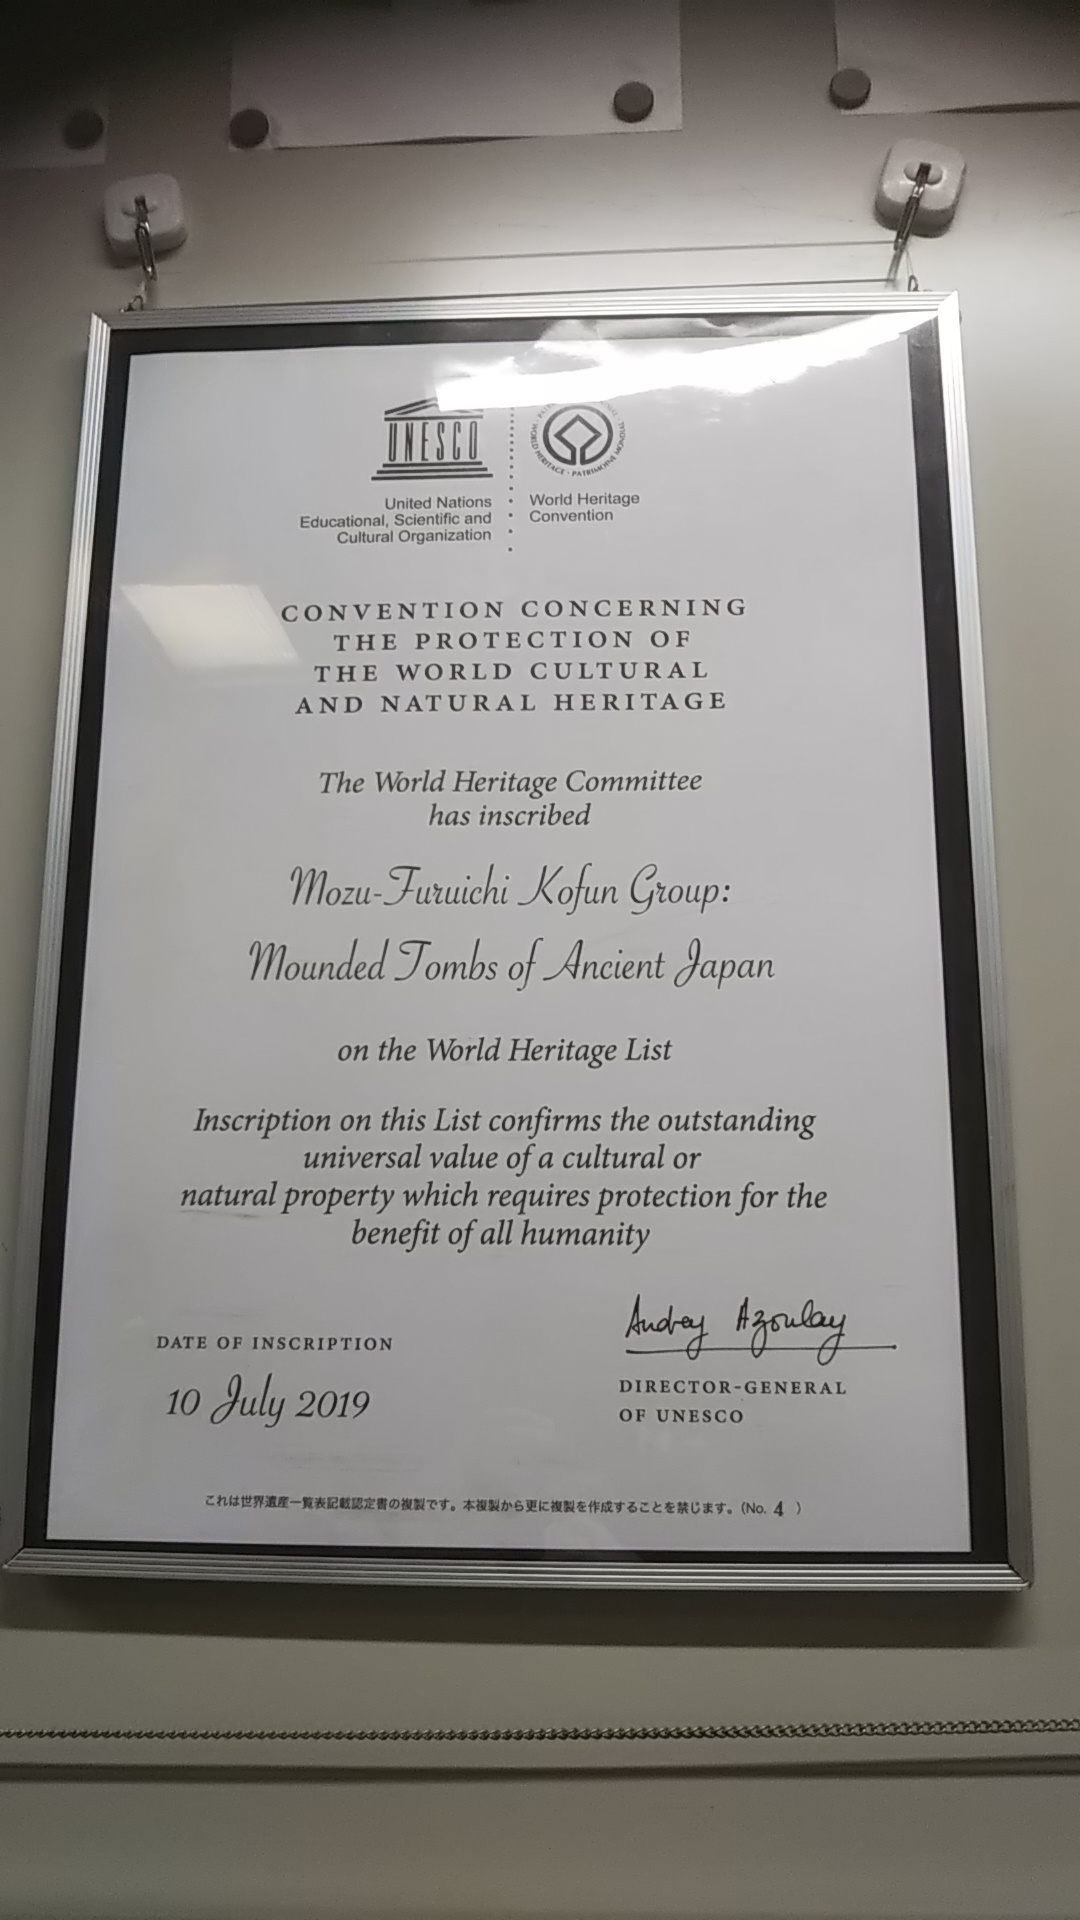 UNESCO
United Nations
Educational, Scientific and
Cultural Organization
WORLD HERITAGE · PATRIMOINE MONDIAL
World Heritage
Convention
CONVENTION CONCERNING
THE PROTECTION OF
THE WORLD CULTURAL
AND NATURAL HERITAGE
The World Heritage Committee
has inscribed
Mozu-Furuichi Kofun Group:
Mounded Tombs of Ancient Japan
on the World Heritage List
Inscription on this List confirms the outstanding
universal value of a cultural or
natural property which requires protection for the
benefit of all humanity
Audrey Azoulay
DATE OF INSCRIPTION
10 July 2019
DIRECTOR-GENERAL
OF UNESCO
これは世界遺産一覧表記載認定書の複製です。本複製から更に複製を作成することを禁じます。(No. 4 )